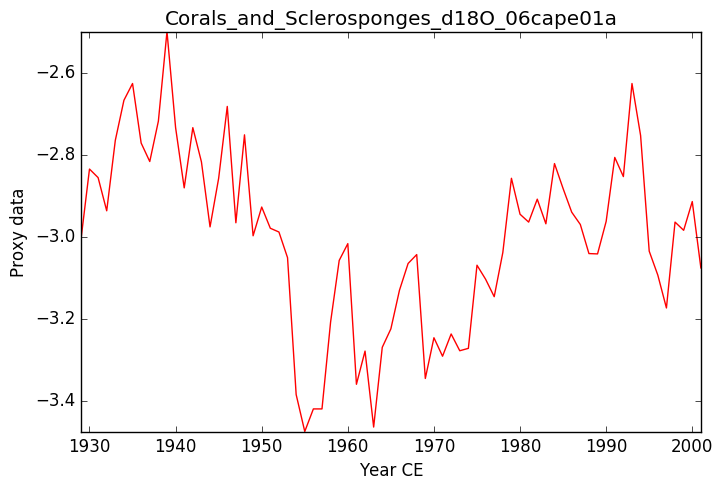 Corals_and_Sclerosponges_d18O_06cape01a
−2.6
−2.8
−3.0
−3.2
−3.4
Proxy data
1930 1940 1950 1960 1970 1980 1990 2000
Year CE